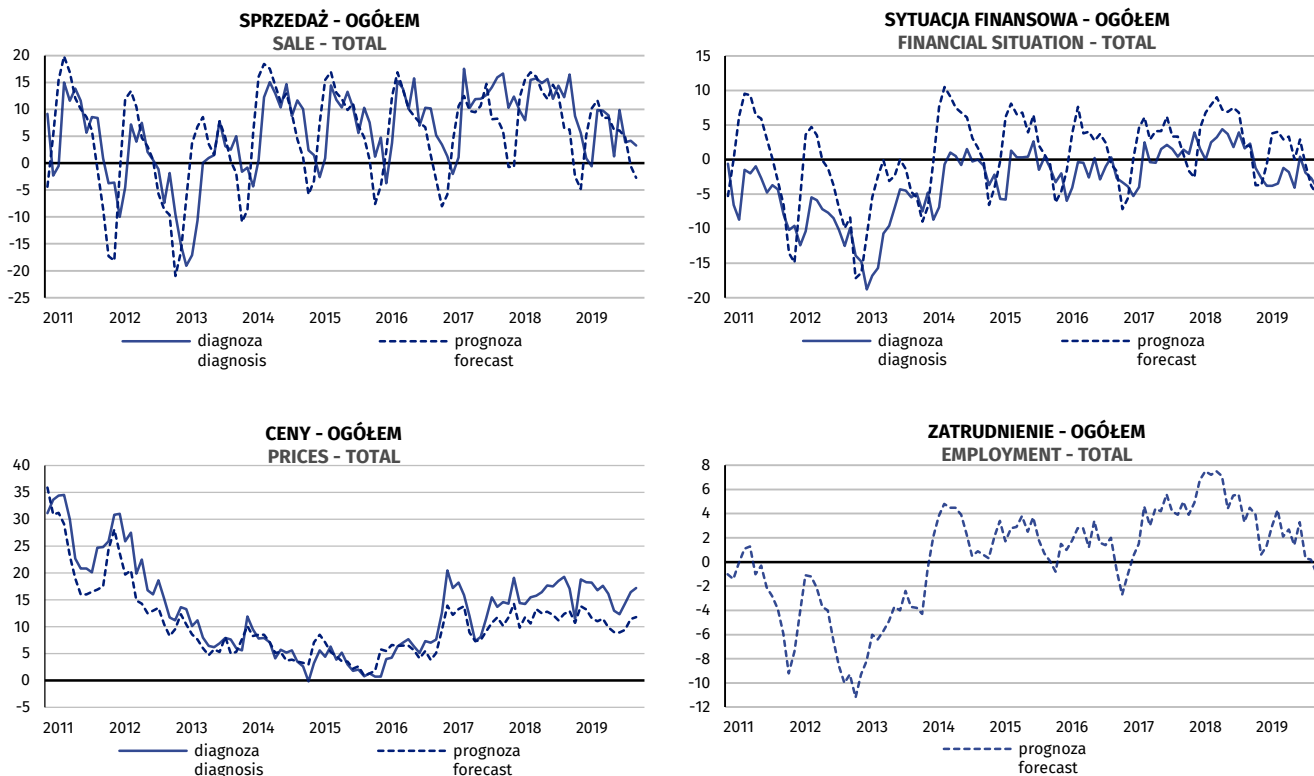 SPRZEDAŻ - OGÓŁEM
SALE - TOTAL
20
15
10
5
0
-5
-10
-15
-20
-25
2011 2012 2013 2014 2015 2016 2017 2018 2019
diagnoza
diagnosis
prognoza
forecast
SYTUACJA FINANSOWA - OGÓŁEM
FINANCIAL SITUATION - TOTAL
15
10
5
0
-5
-10
-15
-20
2011 2012 2013 2014 2015 2016 2017 2018 2019
diagnoza
diagnosis
prognoza
forecast
CENY - OGÓŁEM
PRICES - TOTAL
40
35
30
25
20
15
10
5
0
-5
2011 2012 2013 2014 2015 2016 2017 2018 2019
diagnoza
diagnosis
prognoza
forecast
ZATRUDNIENIE - OGÓŁEM
EMPLOYMENT - TOTAL
8
6
4
2
0
-2
-4
-6
-8
-10
-12
2011 2012 2013 2014 2015 2016 2017 2018 2019
prognoza
forecast